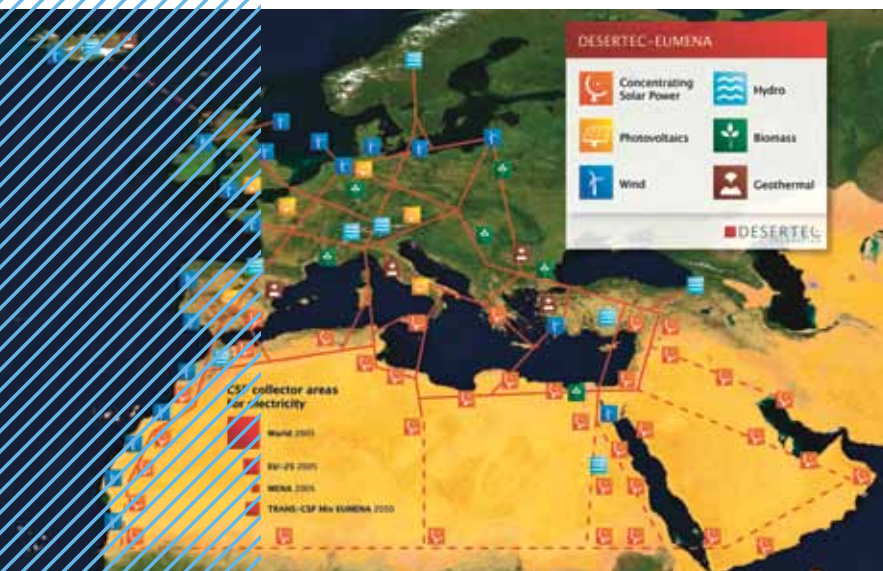 DESERTEC-EUMENA
Concentrating
Solar Power
Hydro
Photovoltaics
Biomass
Wind
Geothermal
DESERTEC
CSP collector areas
for electricity
World 2005
EU-25 2005
MENA 2005
TRANS-CSP Mix EUMENA 2050